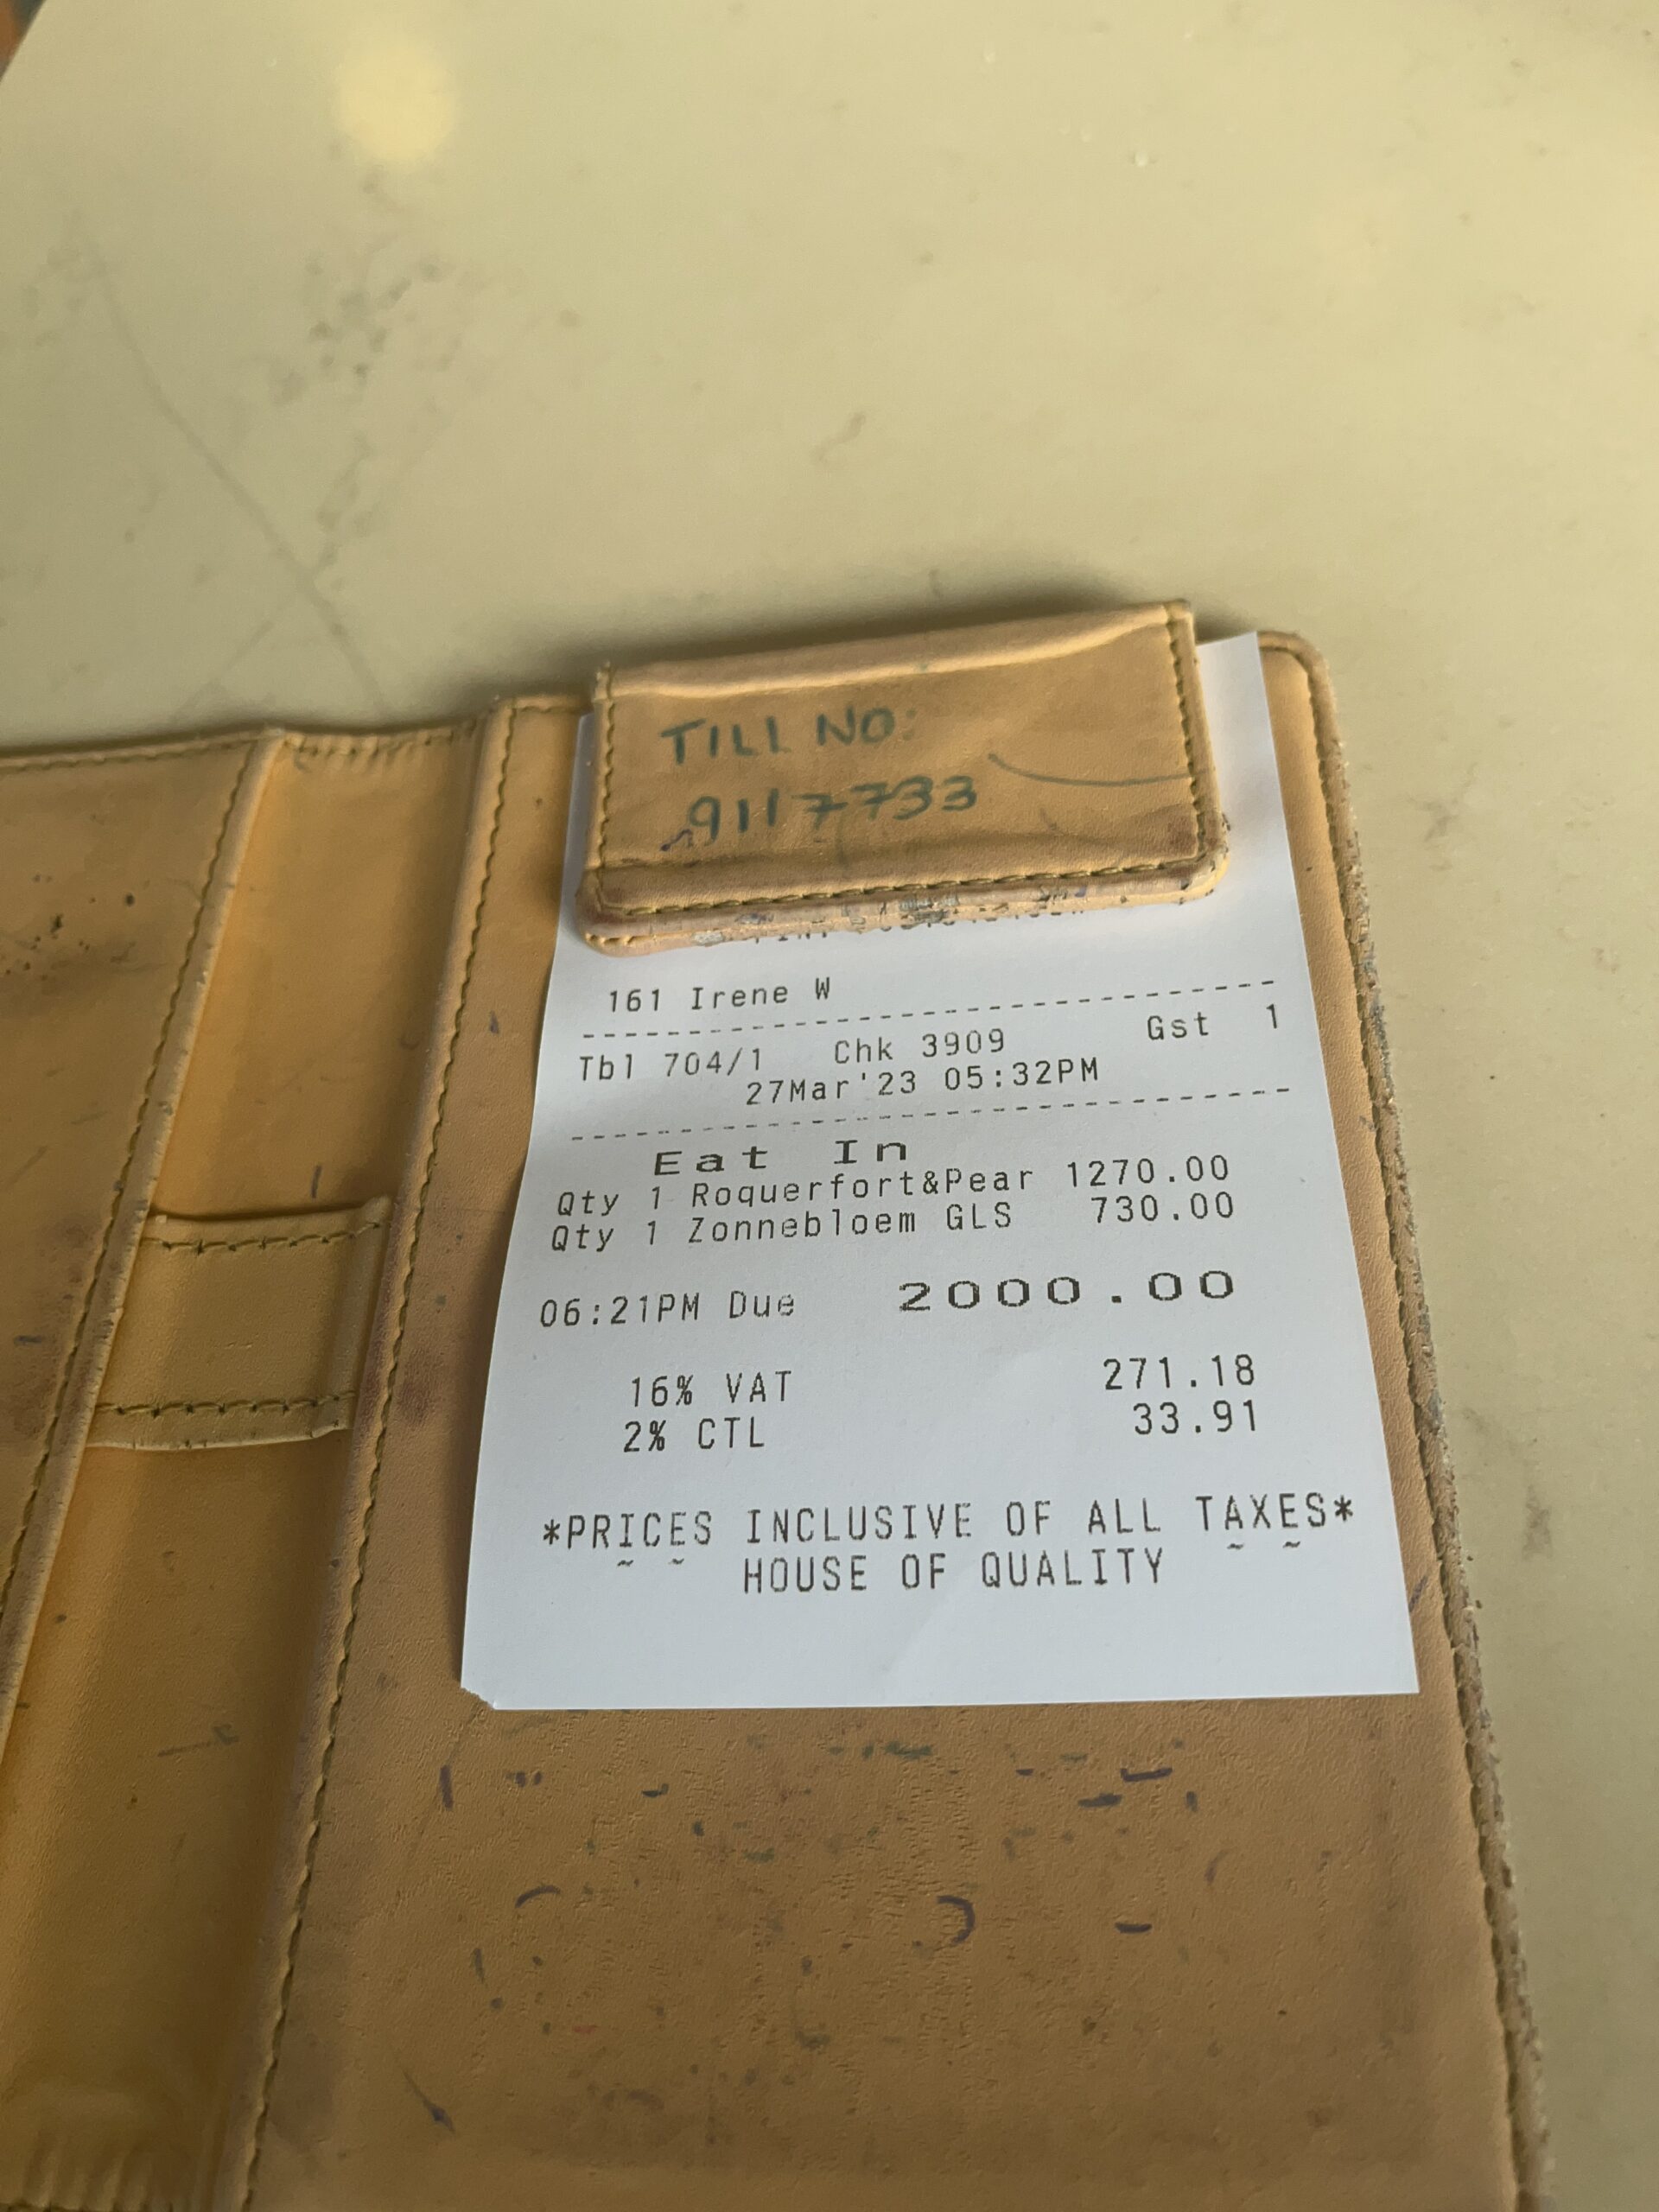 TILL NO:
9117733
161 Irene W
Tbl 704/1 Chk 3909 Gst 1
27Mar'23 05:32PM
Eat In
Qty 1 Roquerfort&Pear 1270.00
Qty 1 Zonnebloem GLS 730.00
06:21PM Due 2000.00
16% VAT 271.18
2% CTL 33.91
*PRICES INCLUSIVE OF ALL TAXES*
~ ~ HOUSE OF QUALITY ~ ~